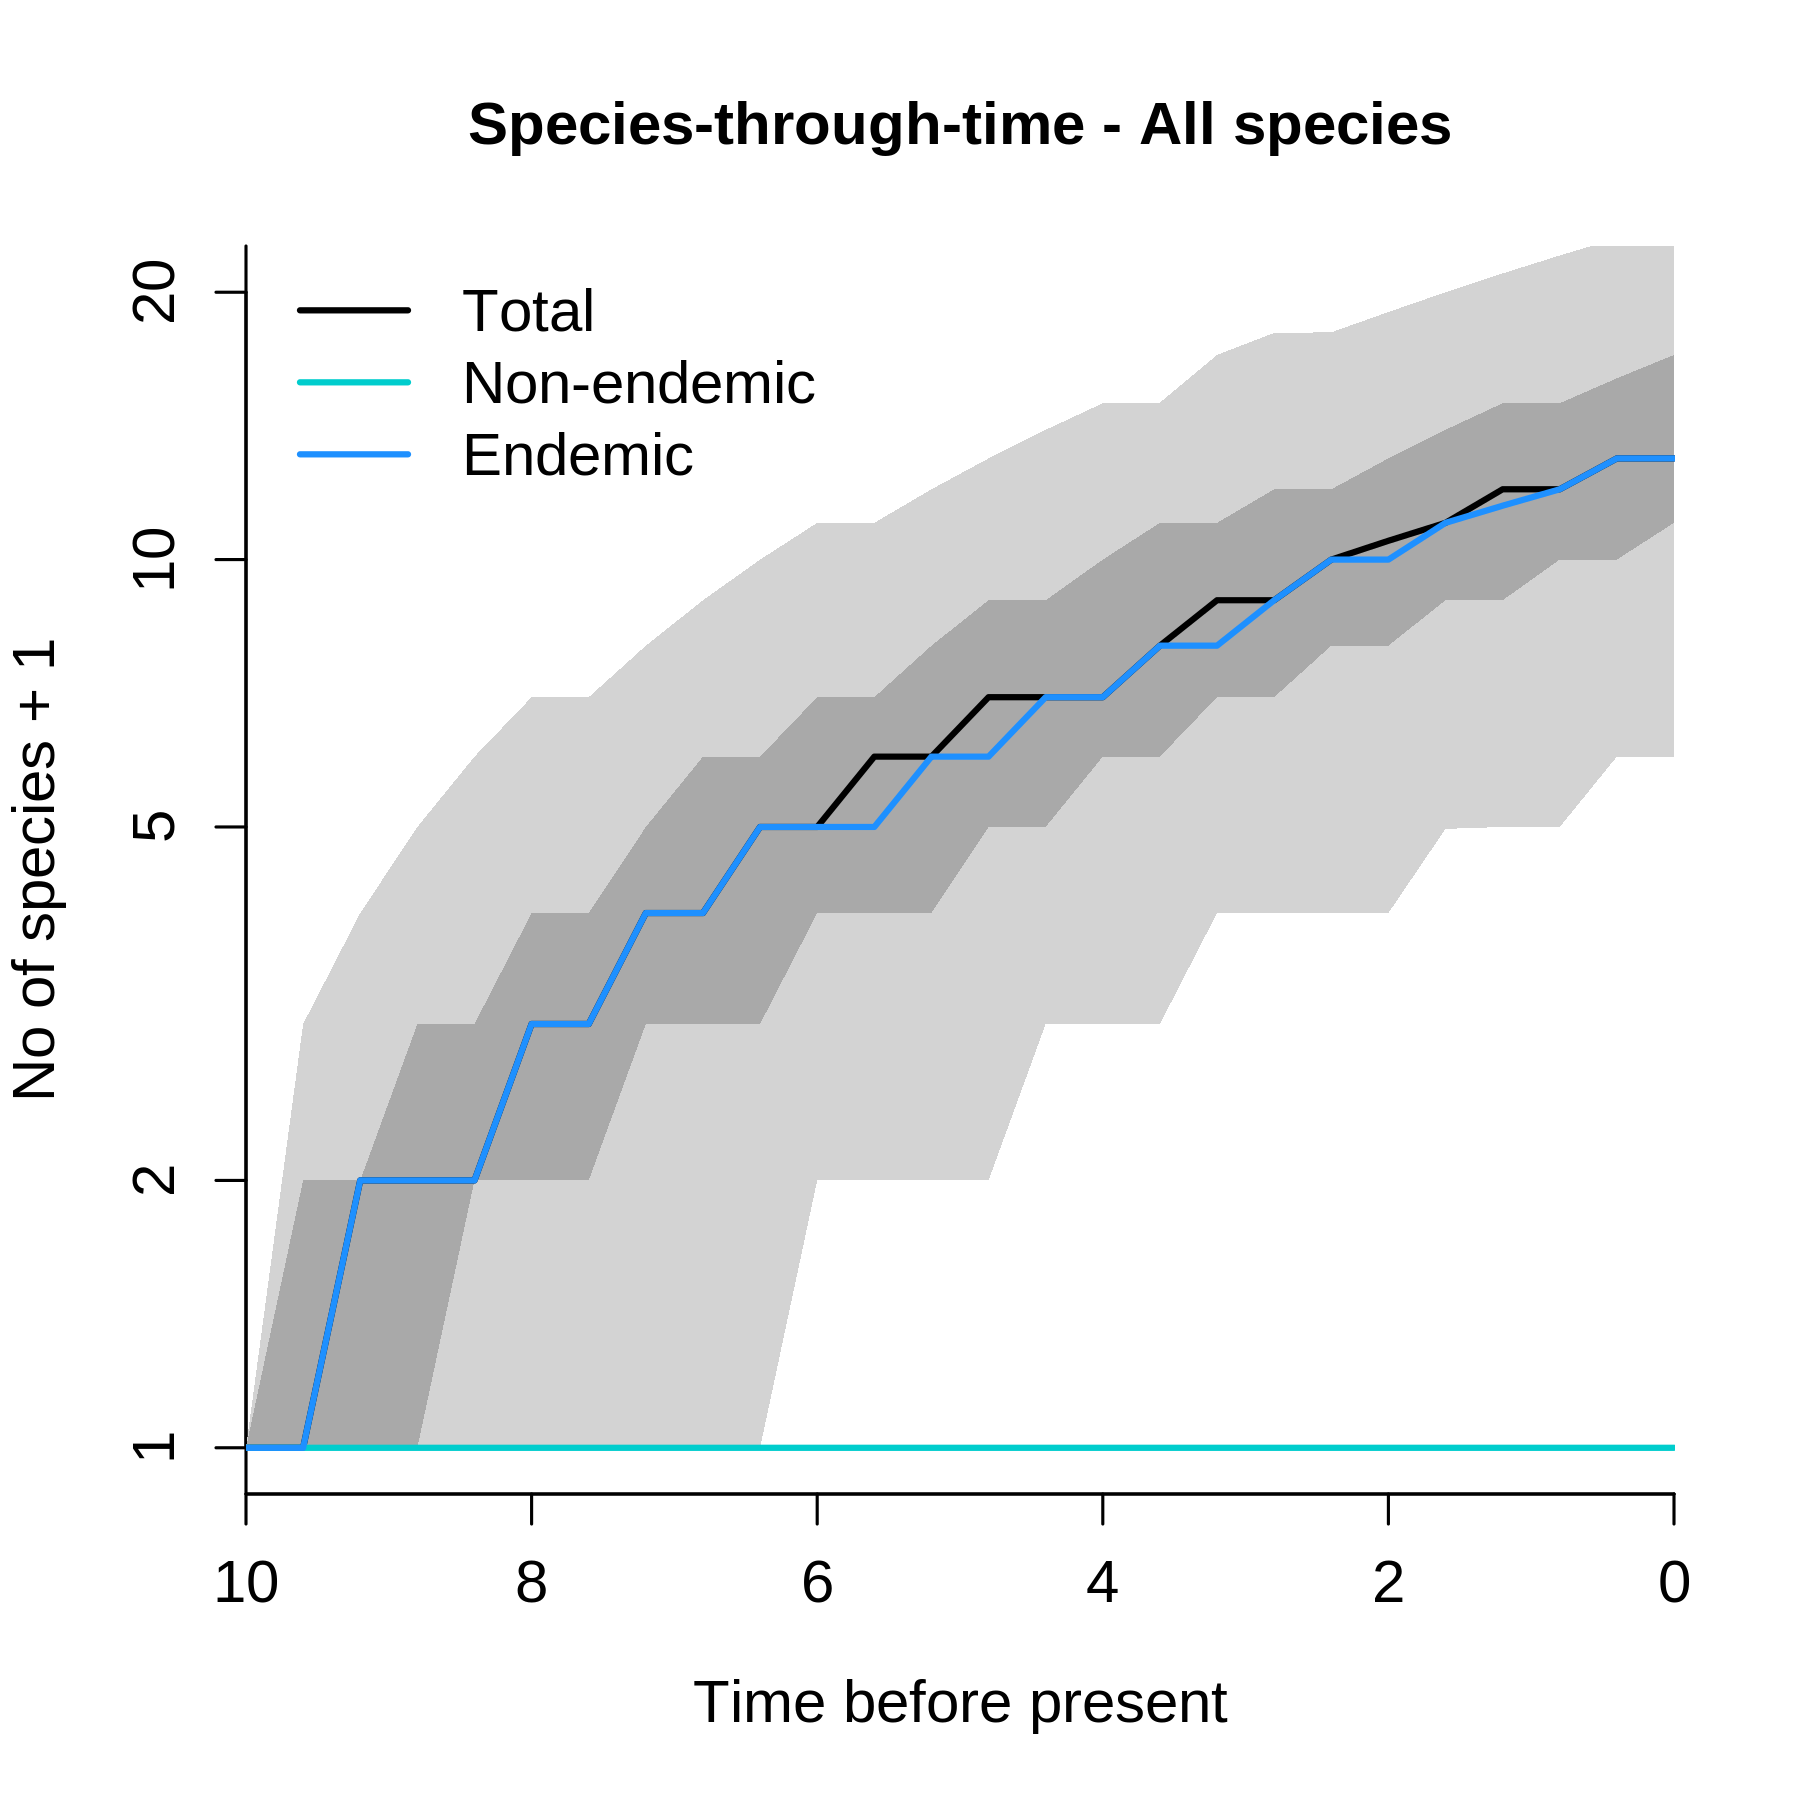 Species-through-time - All species
Total
Non-endemic
Endemic
20
10
5
2
1
No of species + 1
10 8 6 4 2 0
Time before present